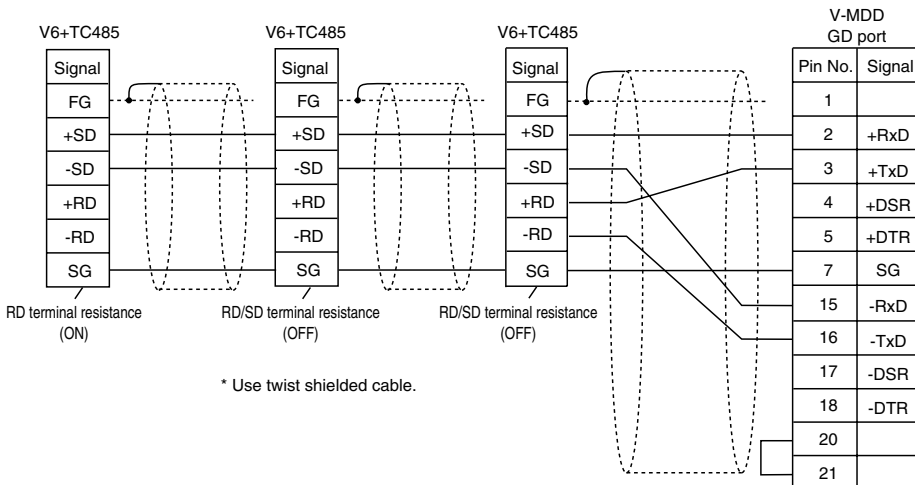 V-MDD
GD port
V6+TC485
V6+TC485
V6+TC485
Signal
Signal
Signal
Pin No. Signal
FG
FG
FG
1
+SD
+SD
+SD
2 +RxD
-SD
-SD
-SD
3 +TxD
+RD
+RD
+RD
4 +DSR
-RD
-RD
-RD
5 +DTR
SG
SG
SG
7 SG
15 -RxD
16 -TxD
17 -DSR
18 -DTR
20
21
RD terminal resistance
(ON)
RD/SD terminal resistance
(OFF)
RD/SD terminal resistance
(OFF)
* Use twist shielded cable.